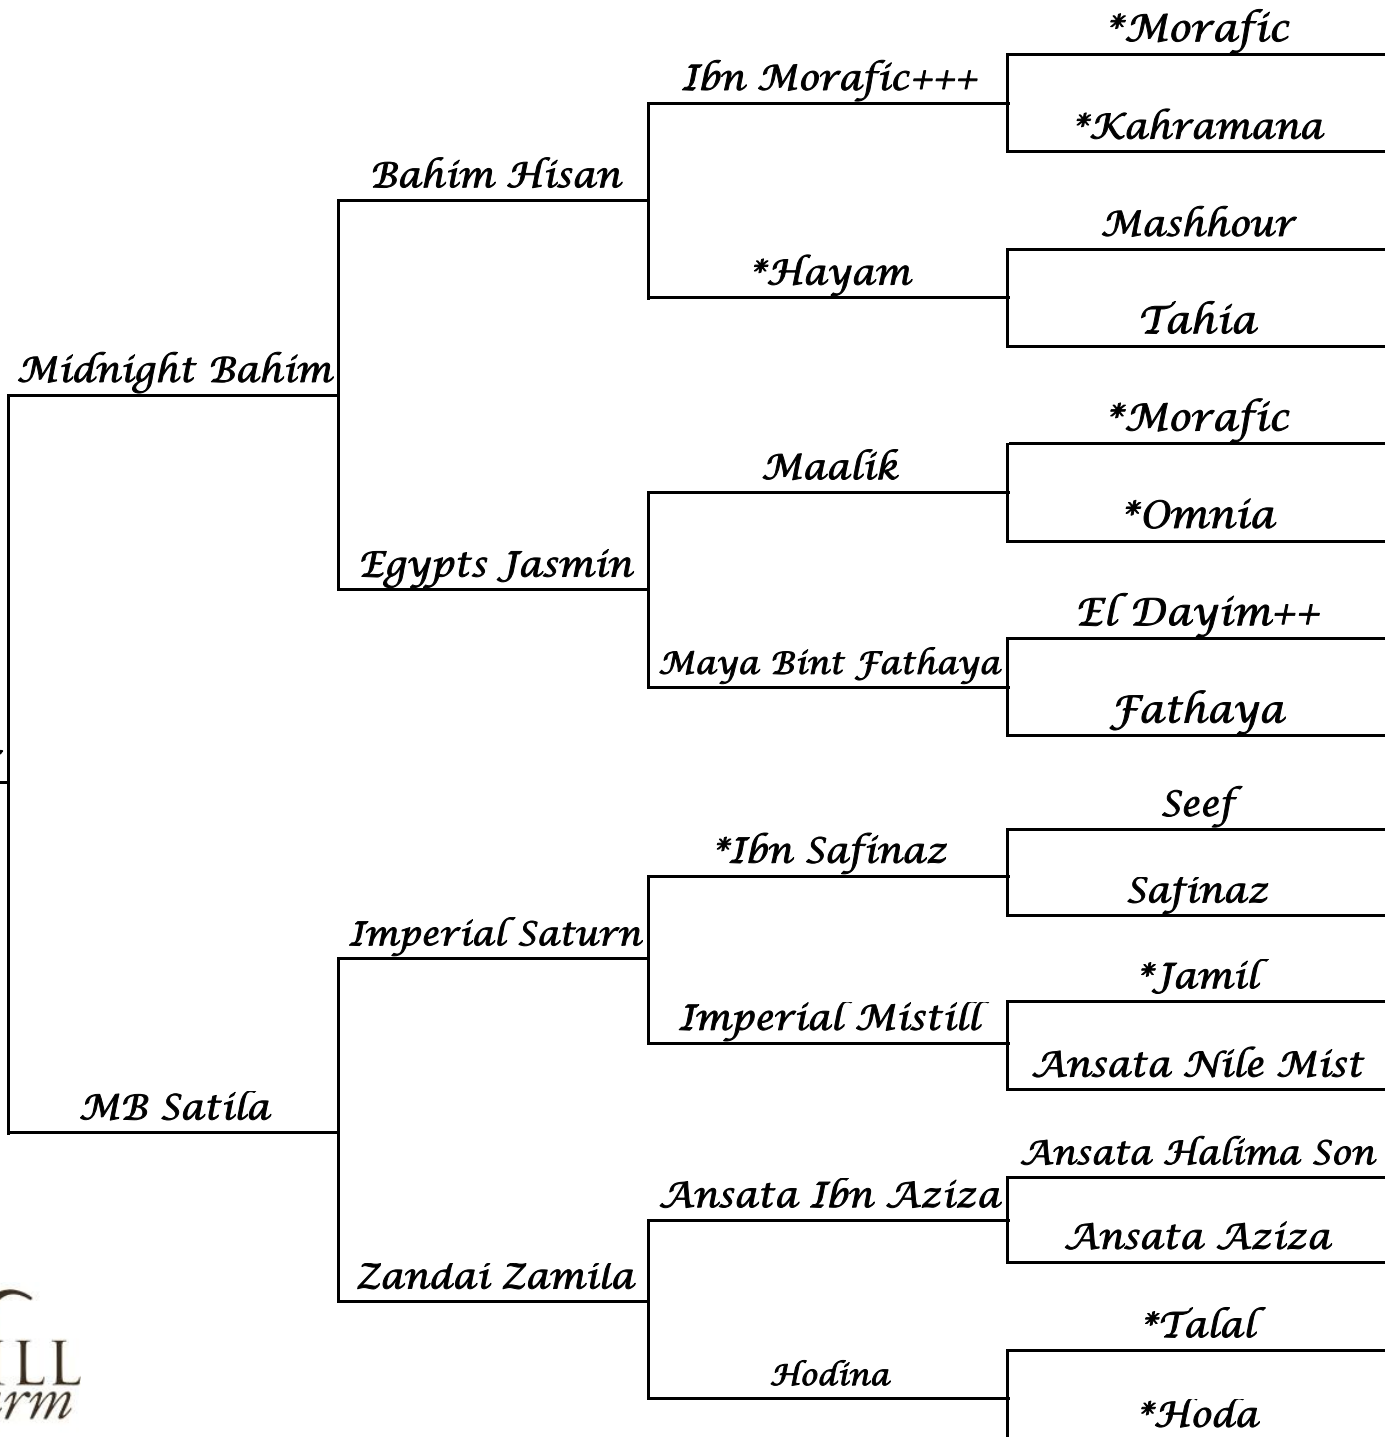 *Morafic
Ibn Morafic+++
*Kahramana
Bahim Hisan
Mashhour
*Hayam
Tahia
Midnight Bahim
*Morafic
Maalik
*Omnia
Egypts Jasmin
El Dayim++
Maya Bint Fathaya
Fathaya
Seef
*Ibn Safinaz
Safinaz
Imperial Saturn
*Jamil
Imperial Mistill
Ansata Nile Mist
MB Satila
Ansata Halima Son
Ansata Ibn Aziza
Ansata Aziza
Zandai Zamila
*Talal
Hodina
*Hoda